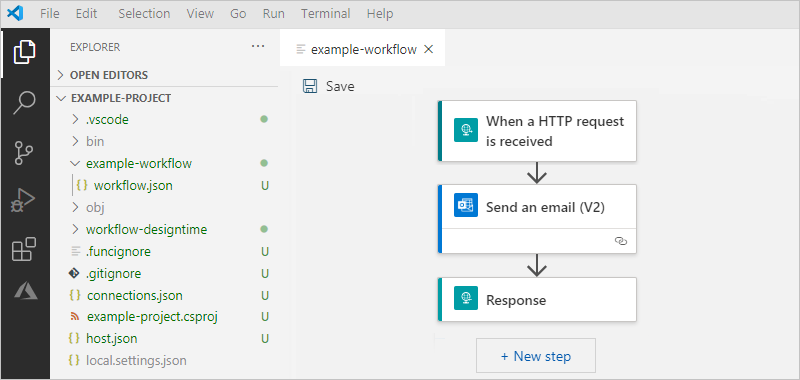 File Edit Selection View Go Run Terminal Help
EXPLORER ...
OPEN EDITORS
EXAMPLE-PROJECT
.vscode
bin
example-workflow
{} workflow.json U
obj
workflow-designtime
.funcignore U
.gitignore U
{} connections.json U
example-project.csproj U
{} host.json U
{} local.settings.json
example-workflow
Save
When a HTTP request
is received
Send an email (V2)
Response
+ New step